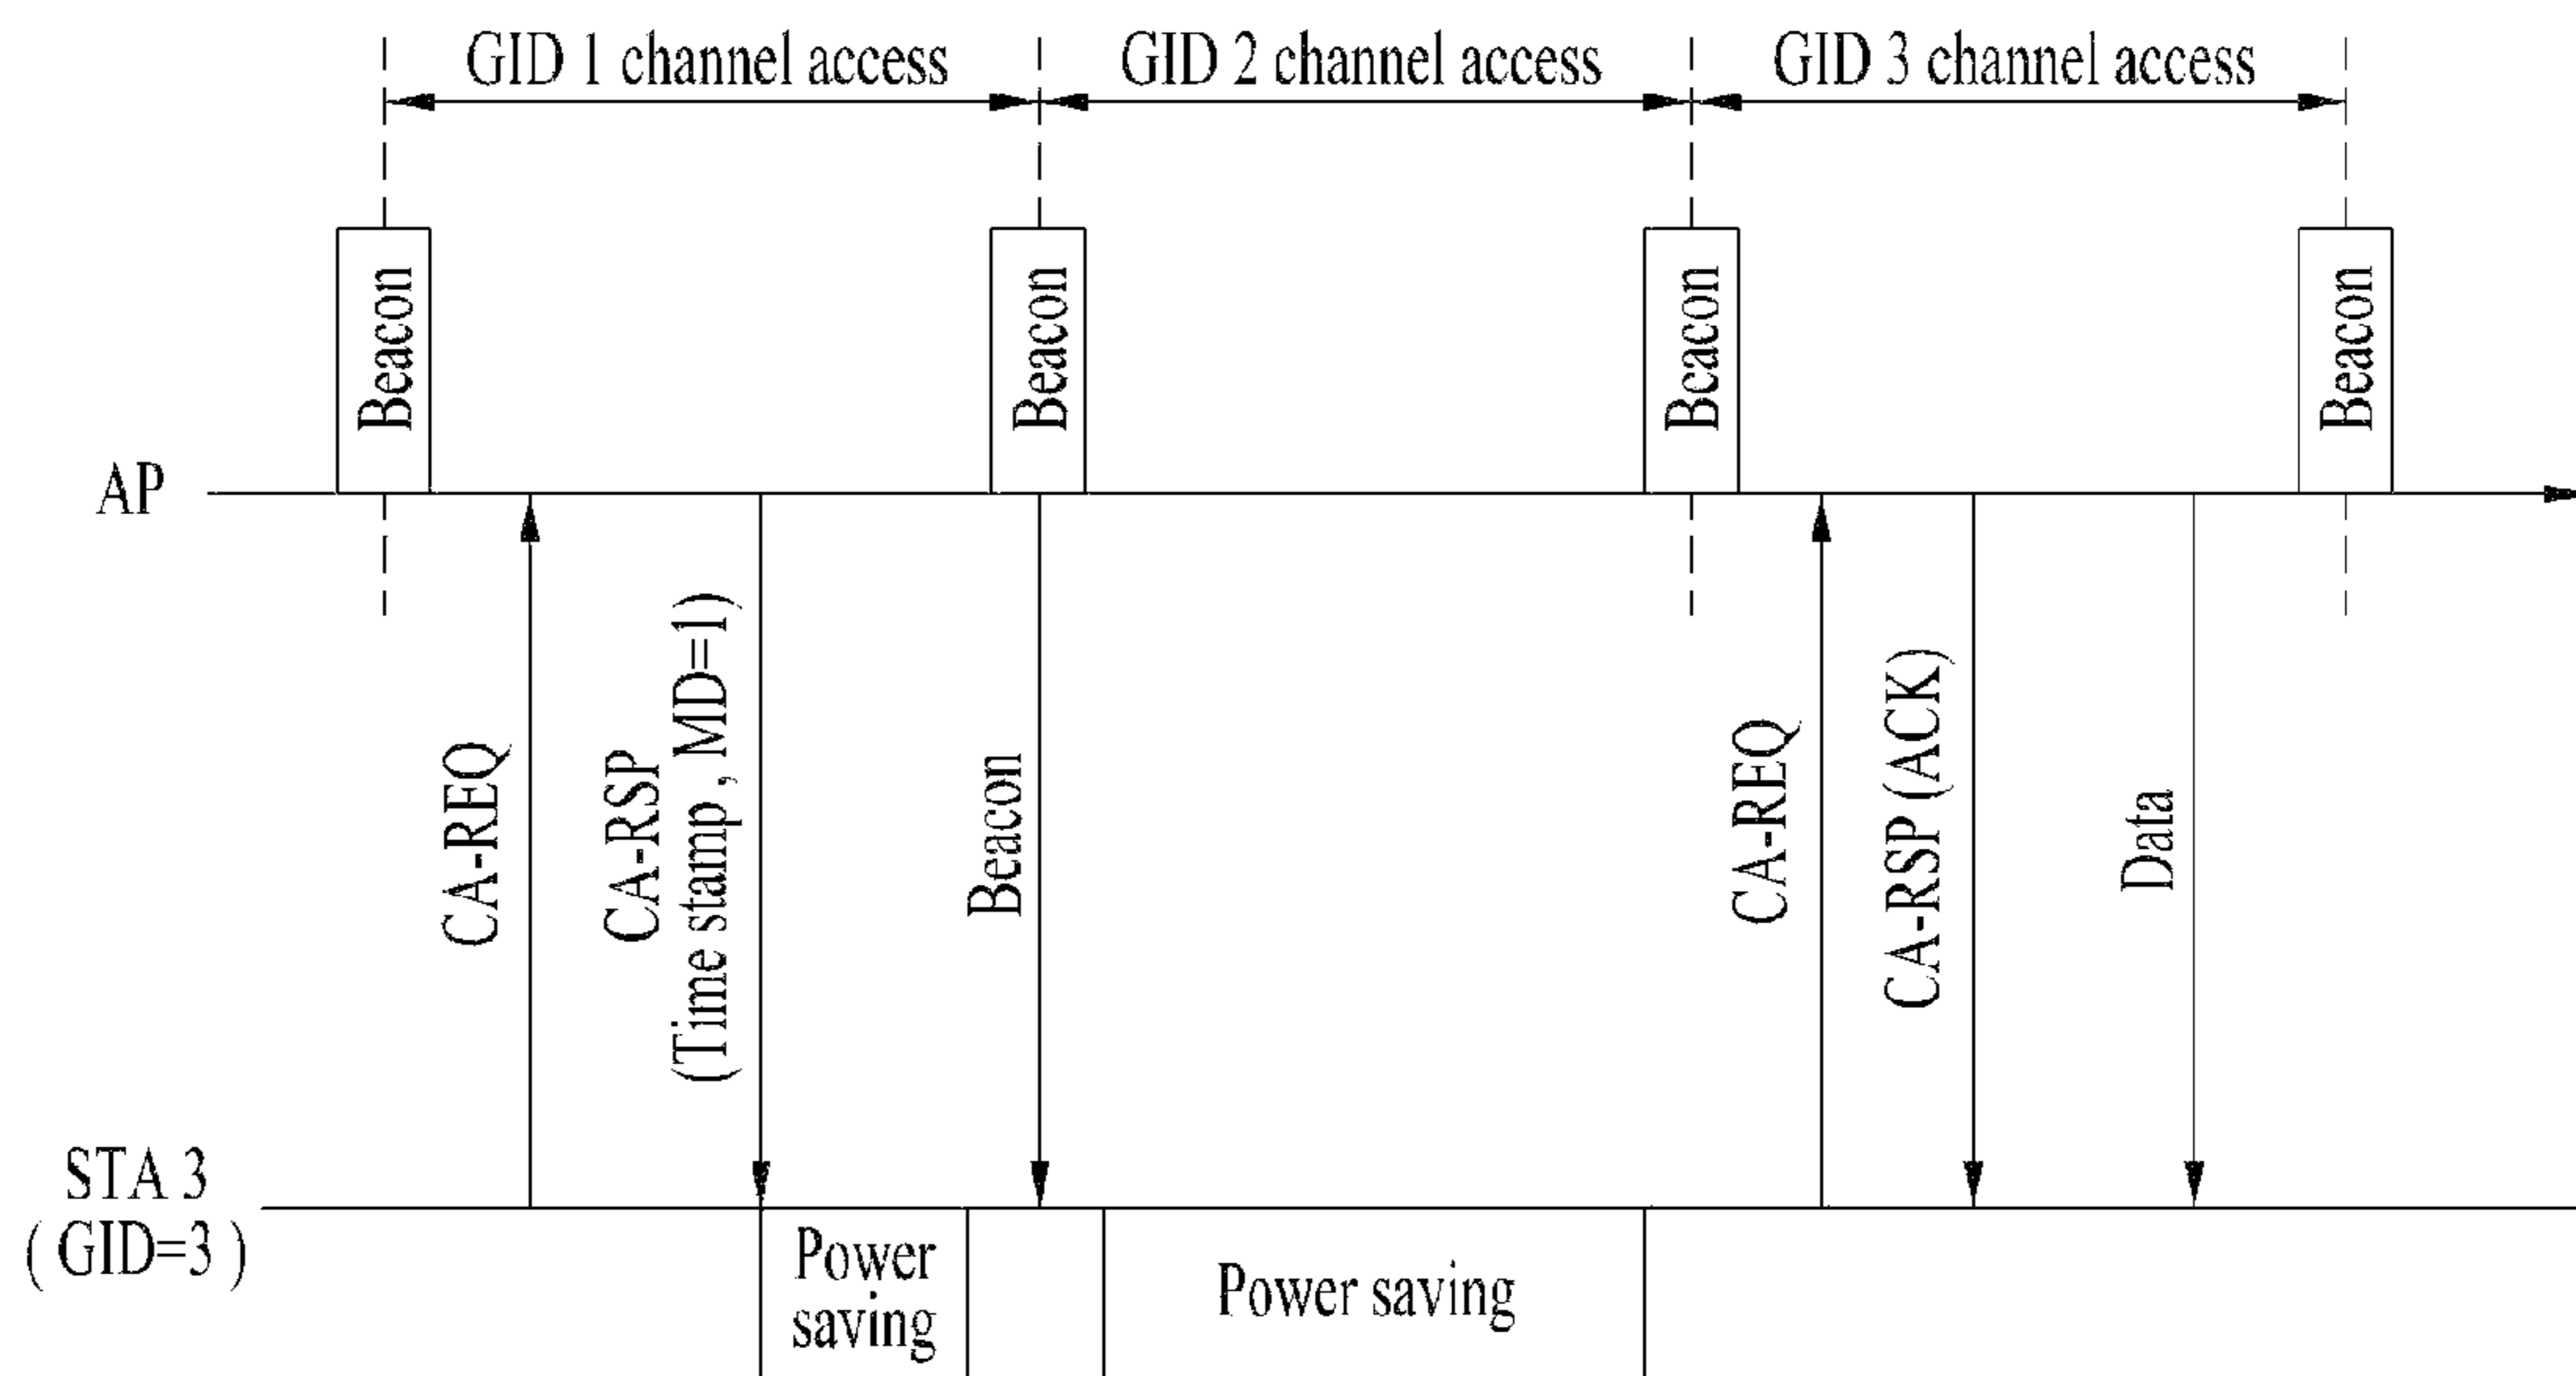 GID 1 channel access
GID 2 channel access
GID 3 channel access
Beacon
Beacon
Beacon
Beacon
AP
CA-REQ
CA-RSP
(Time stamp , MD=1)
Beacon
CA-REQ
CA-RSP (ACK)
Data
STA 3
( GID=3 )
Power
saving
Power saving